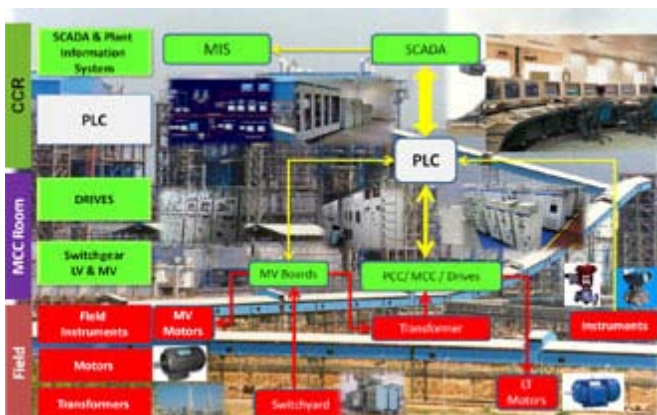 CCR
SCADA & Plant
Information
System
MIS
SCADA
PLC
PLC
MCC Room
DRIVES
Switchgear
LV & MV
MV Boards
PCC/ MCC / Drives
Field
Field
Instruments
MV
Motors
Transformer
Instruments
Motors
Transformers
Switchyard
LT
Motors